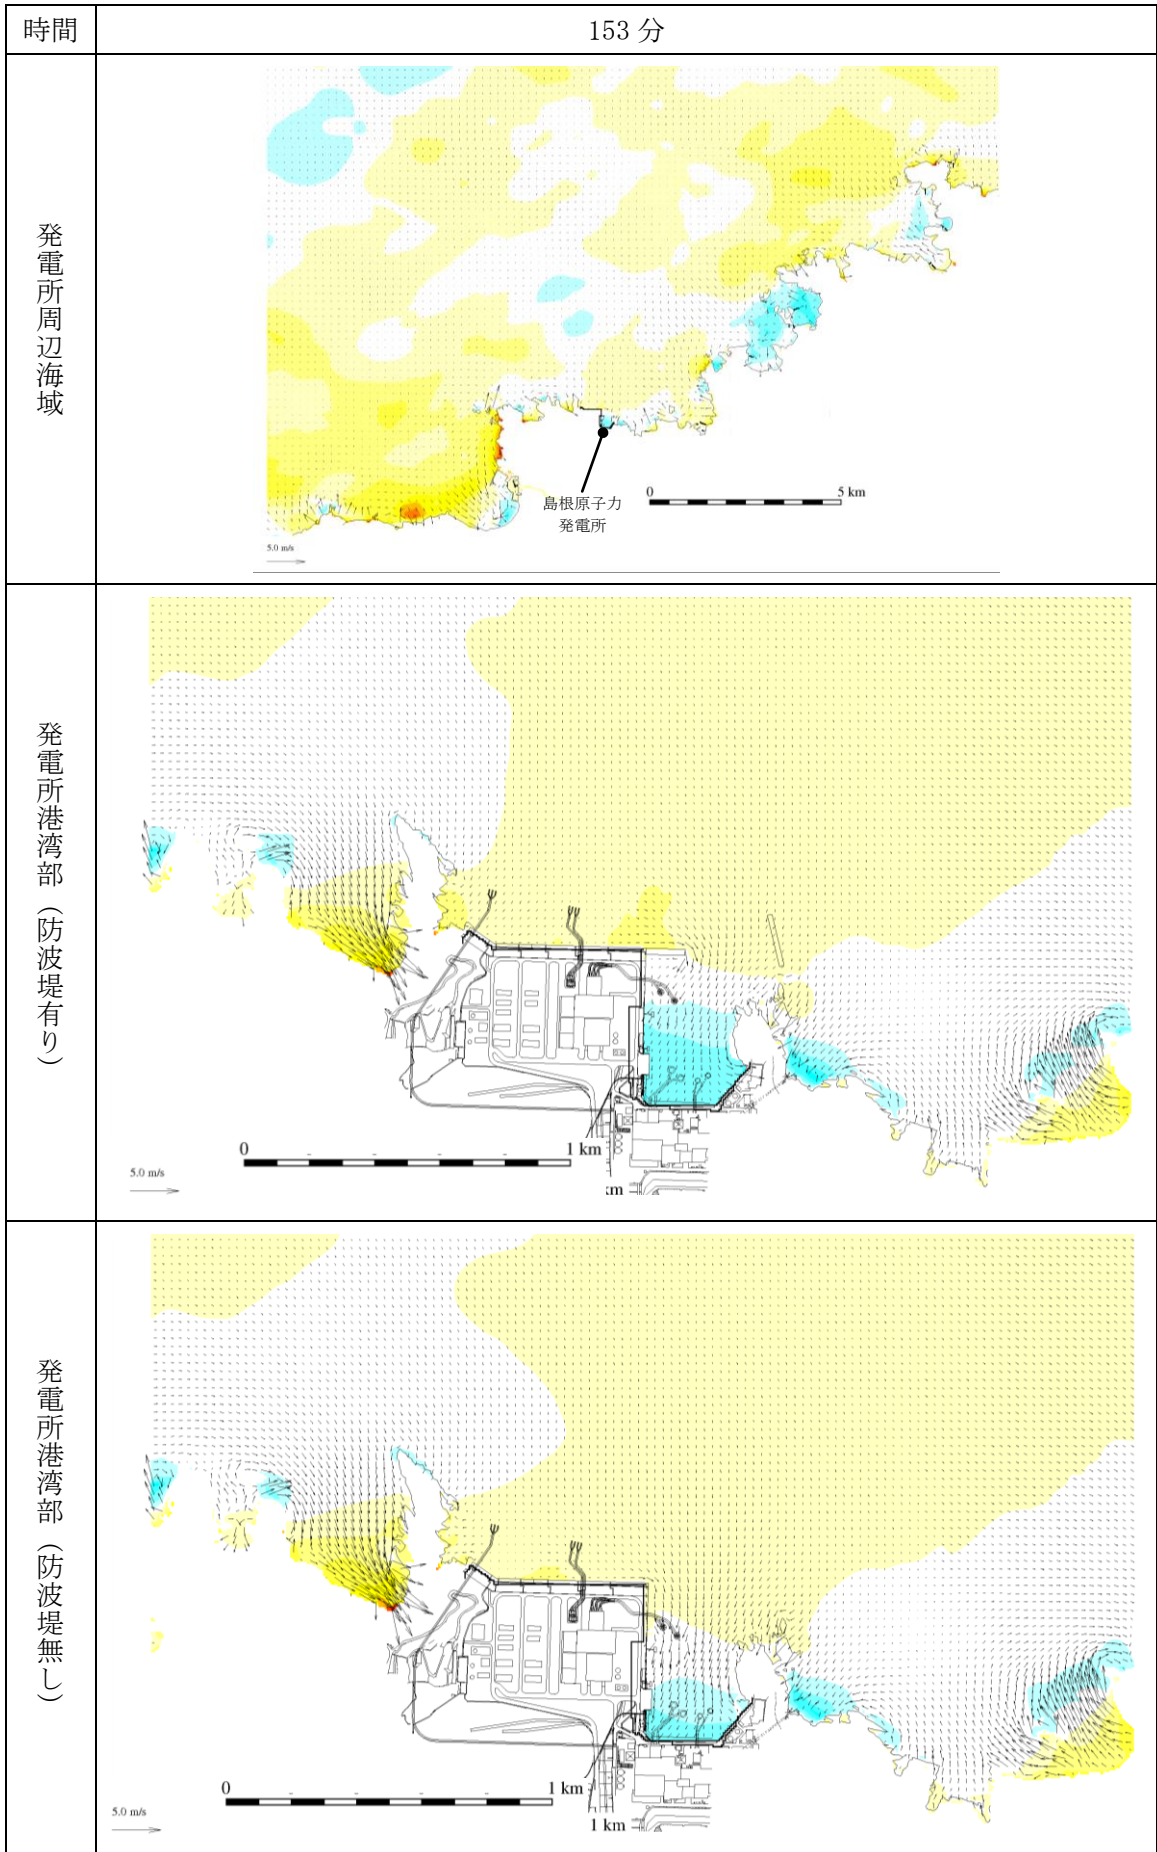 時間
153 分
発電所周辺海域
島根原子力
発電所
0
5 km
5.0 m/s
発電所港湾部（防波堤有り）
0
1 km
5.0 m/s
km
発電所港湾部（防波堤無し）
0
1 km
5.0 m/s
1 km